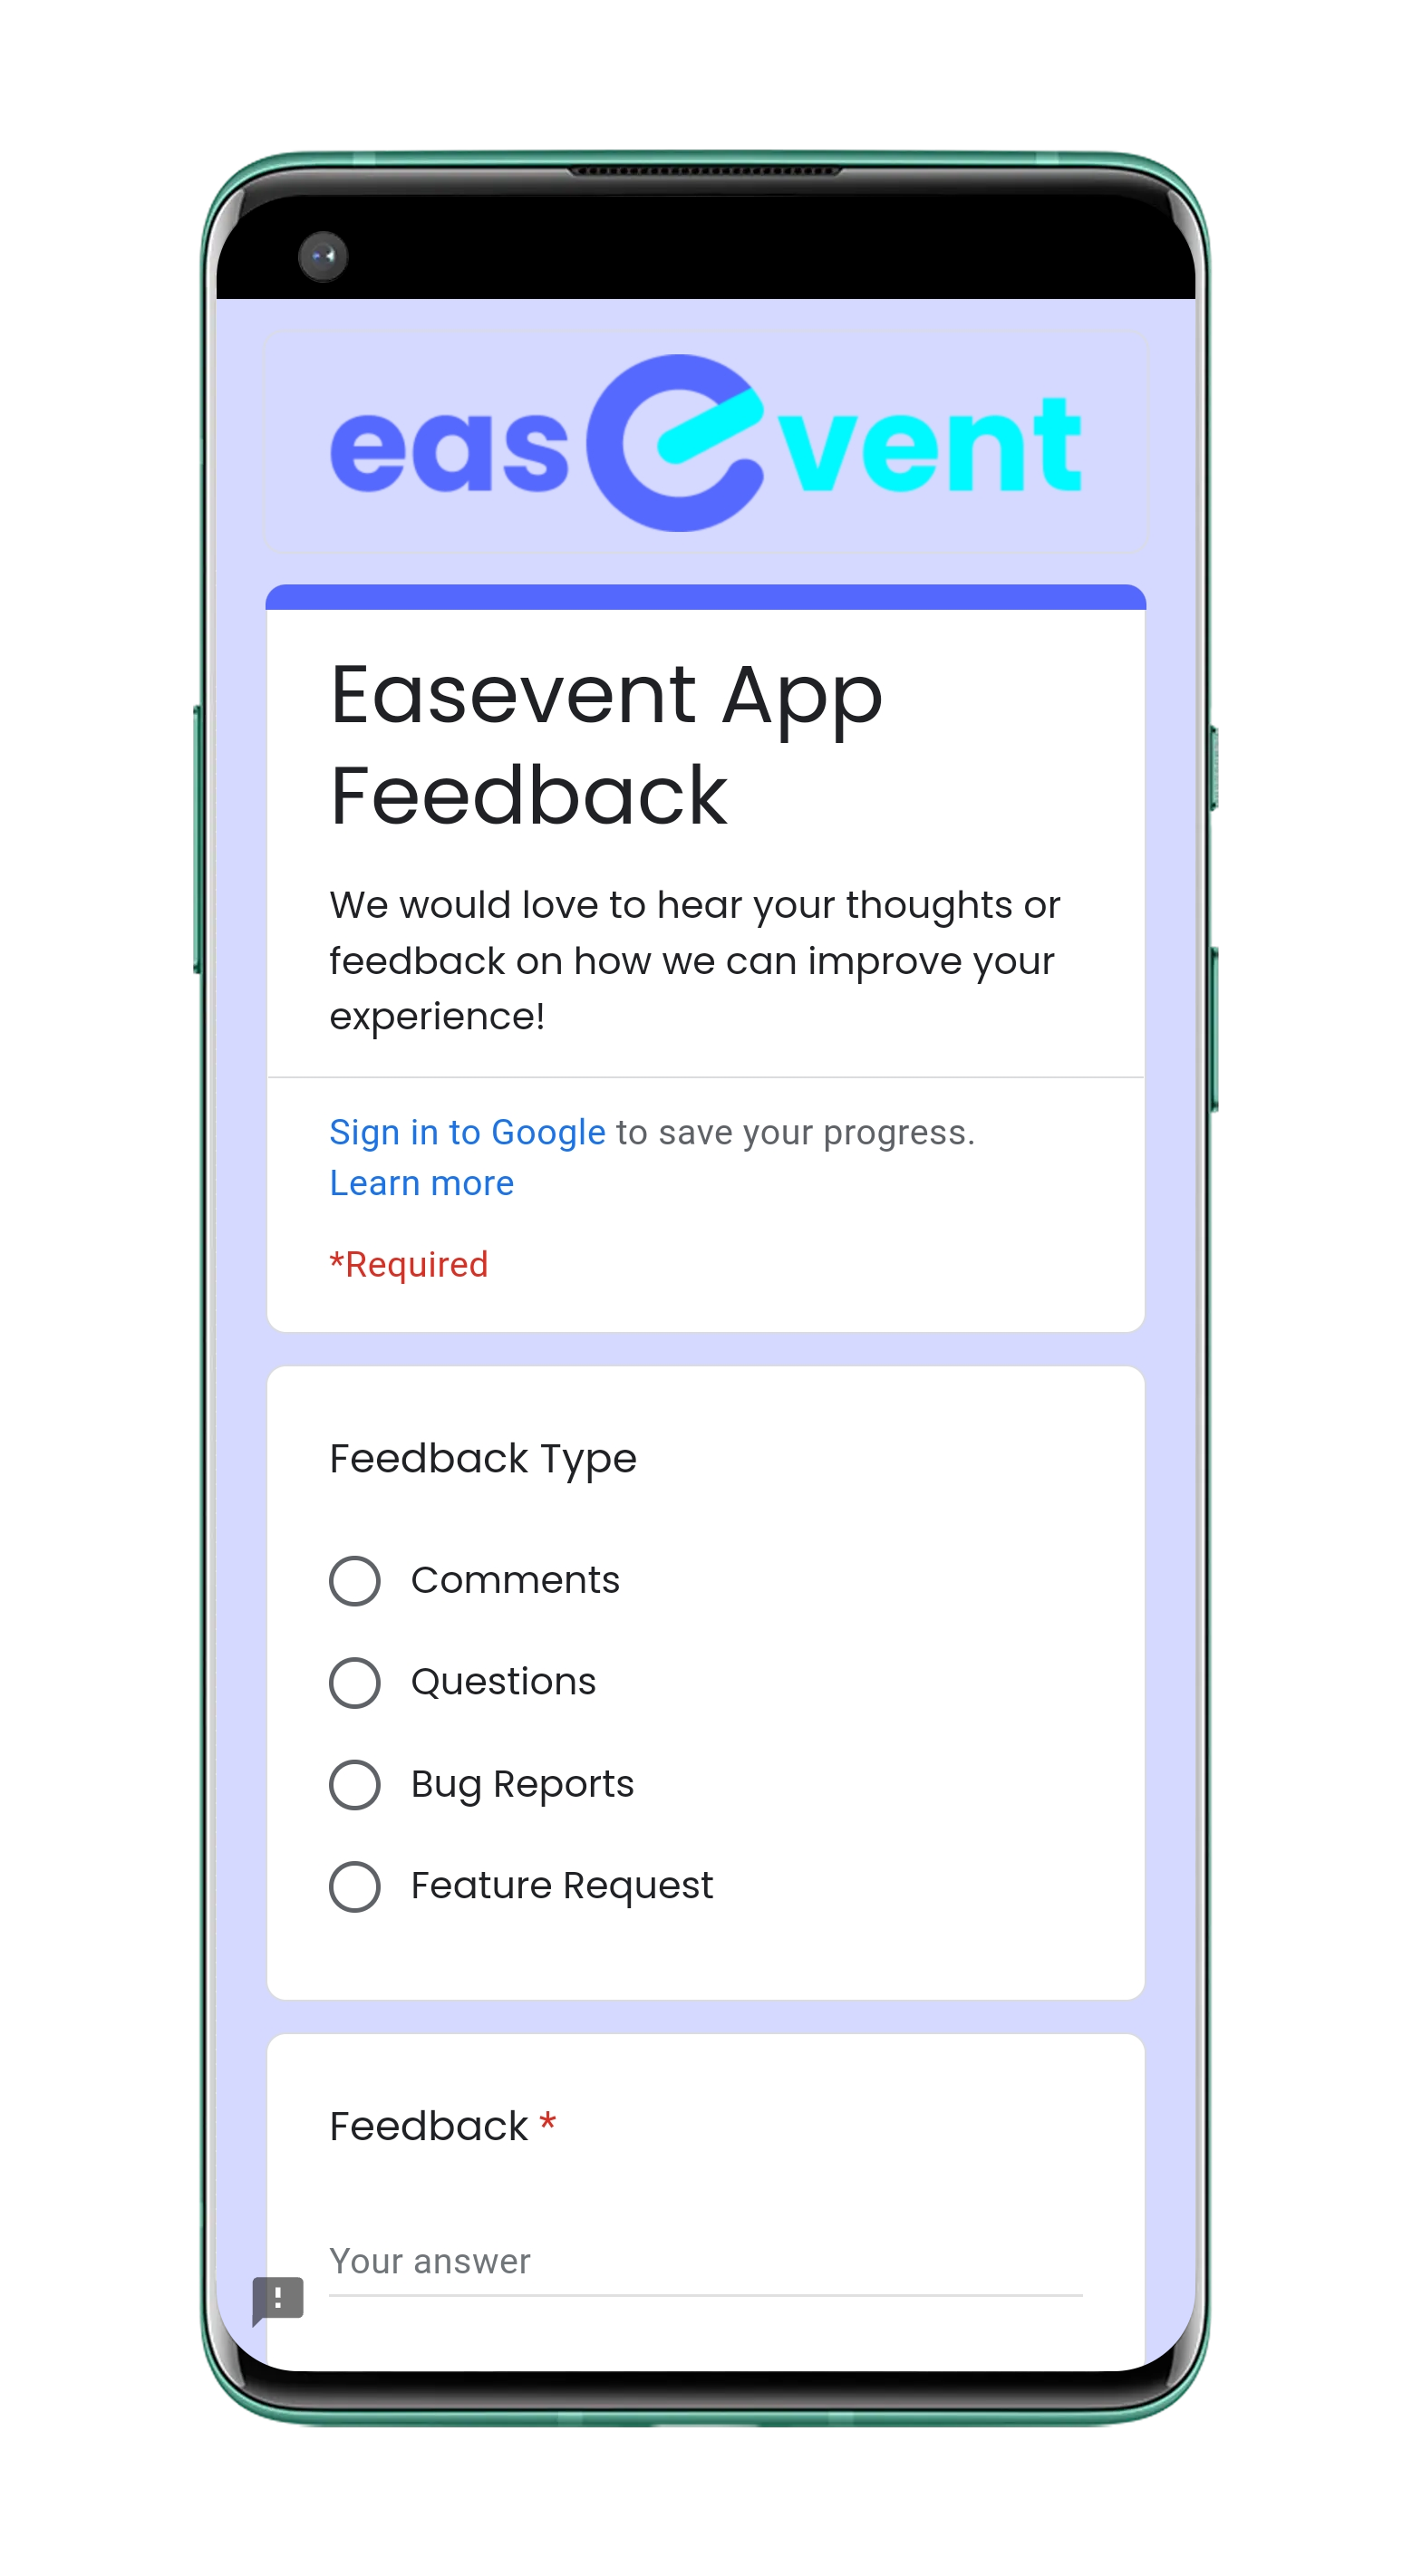 easevent
Easevent App
Feedback
We would love to hear your thoughts or
feedback on how we can improve your
experience!
Sign in to Google to save your progress.
Learn more
*Required
Feedback Type
Comments
Questions
Bug Reports
Feature Request
Feedback *
Your answer